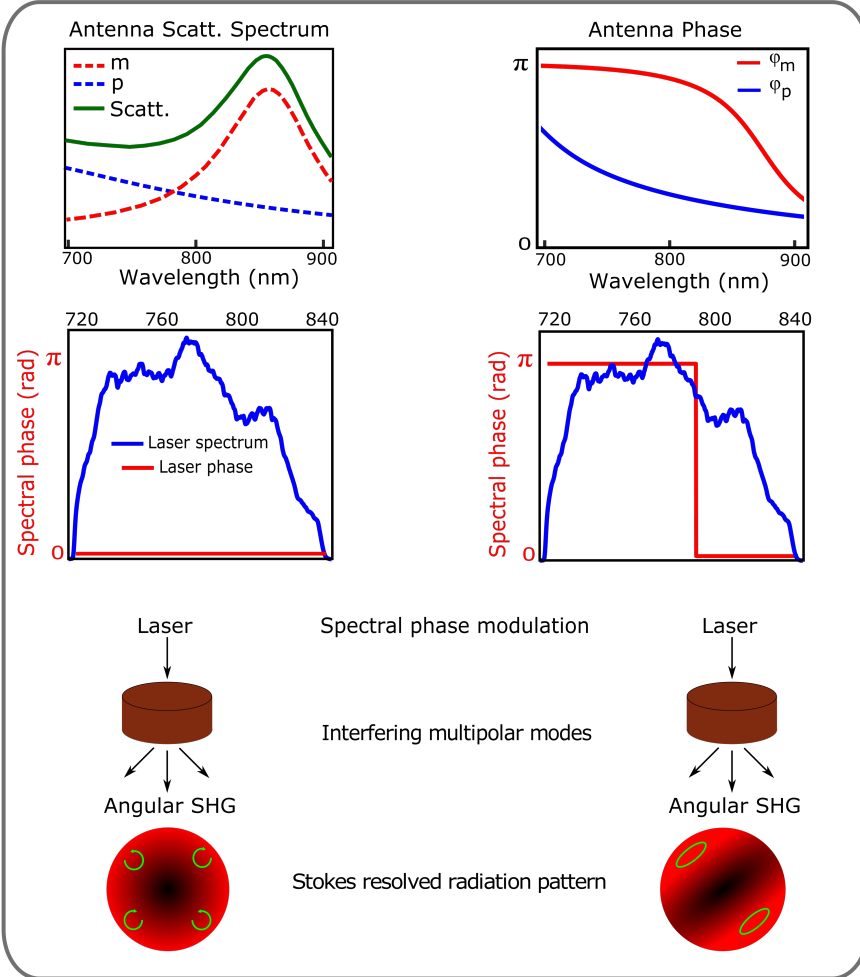 Antenna Scatt. Spectrum
m
p
Scatt.
700 800 900
Wavelength (nm)
Antenna Phase
π
φm
φp
0
700 800 900
Wavelength (nm)
720 760 800 840
π
Spectral phase (rad)
Laser spectrum
Laser phase
0
720 760 800 840
π
Spectral phase (rad)
0
Laser
Spectral phase modulation
Laser
Interfering multipolar modes
Angular SHG
Angular SHG
Stokes resolved radiation pattern